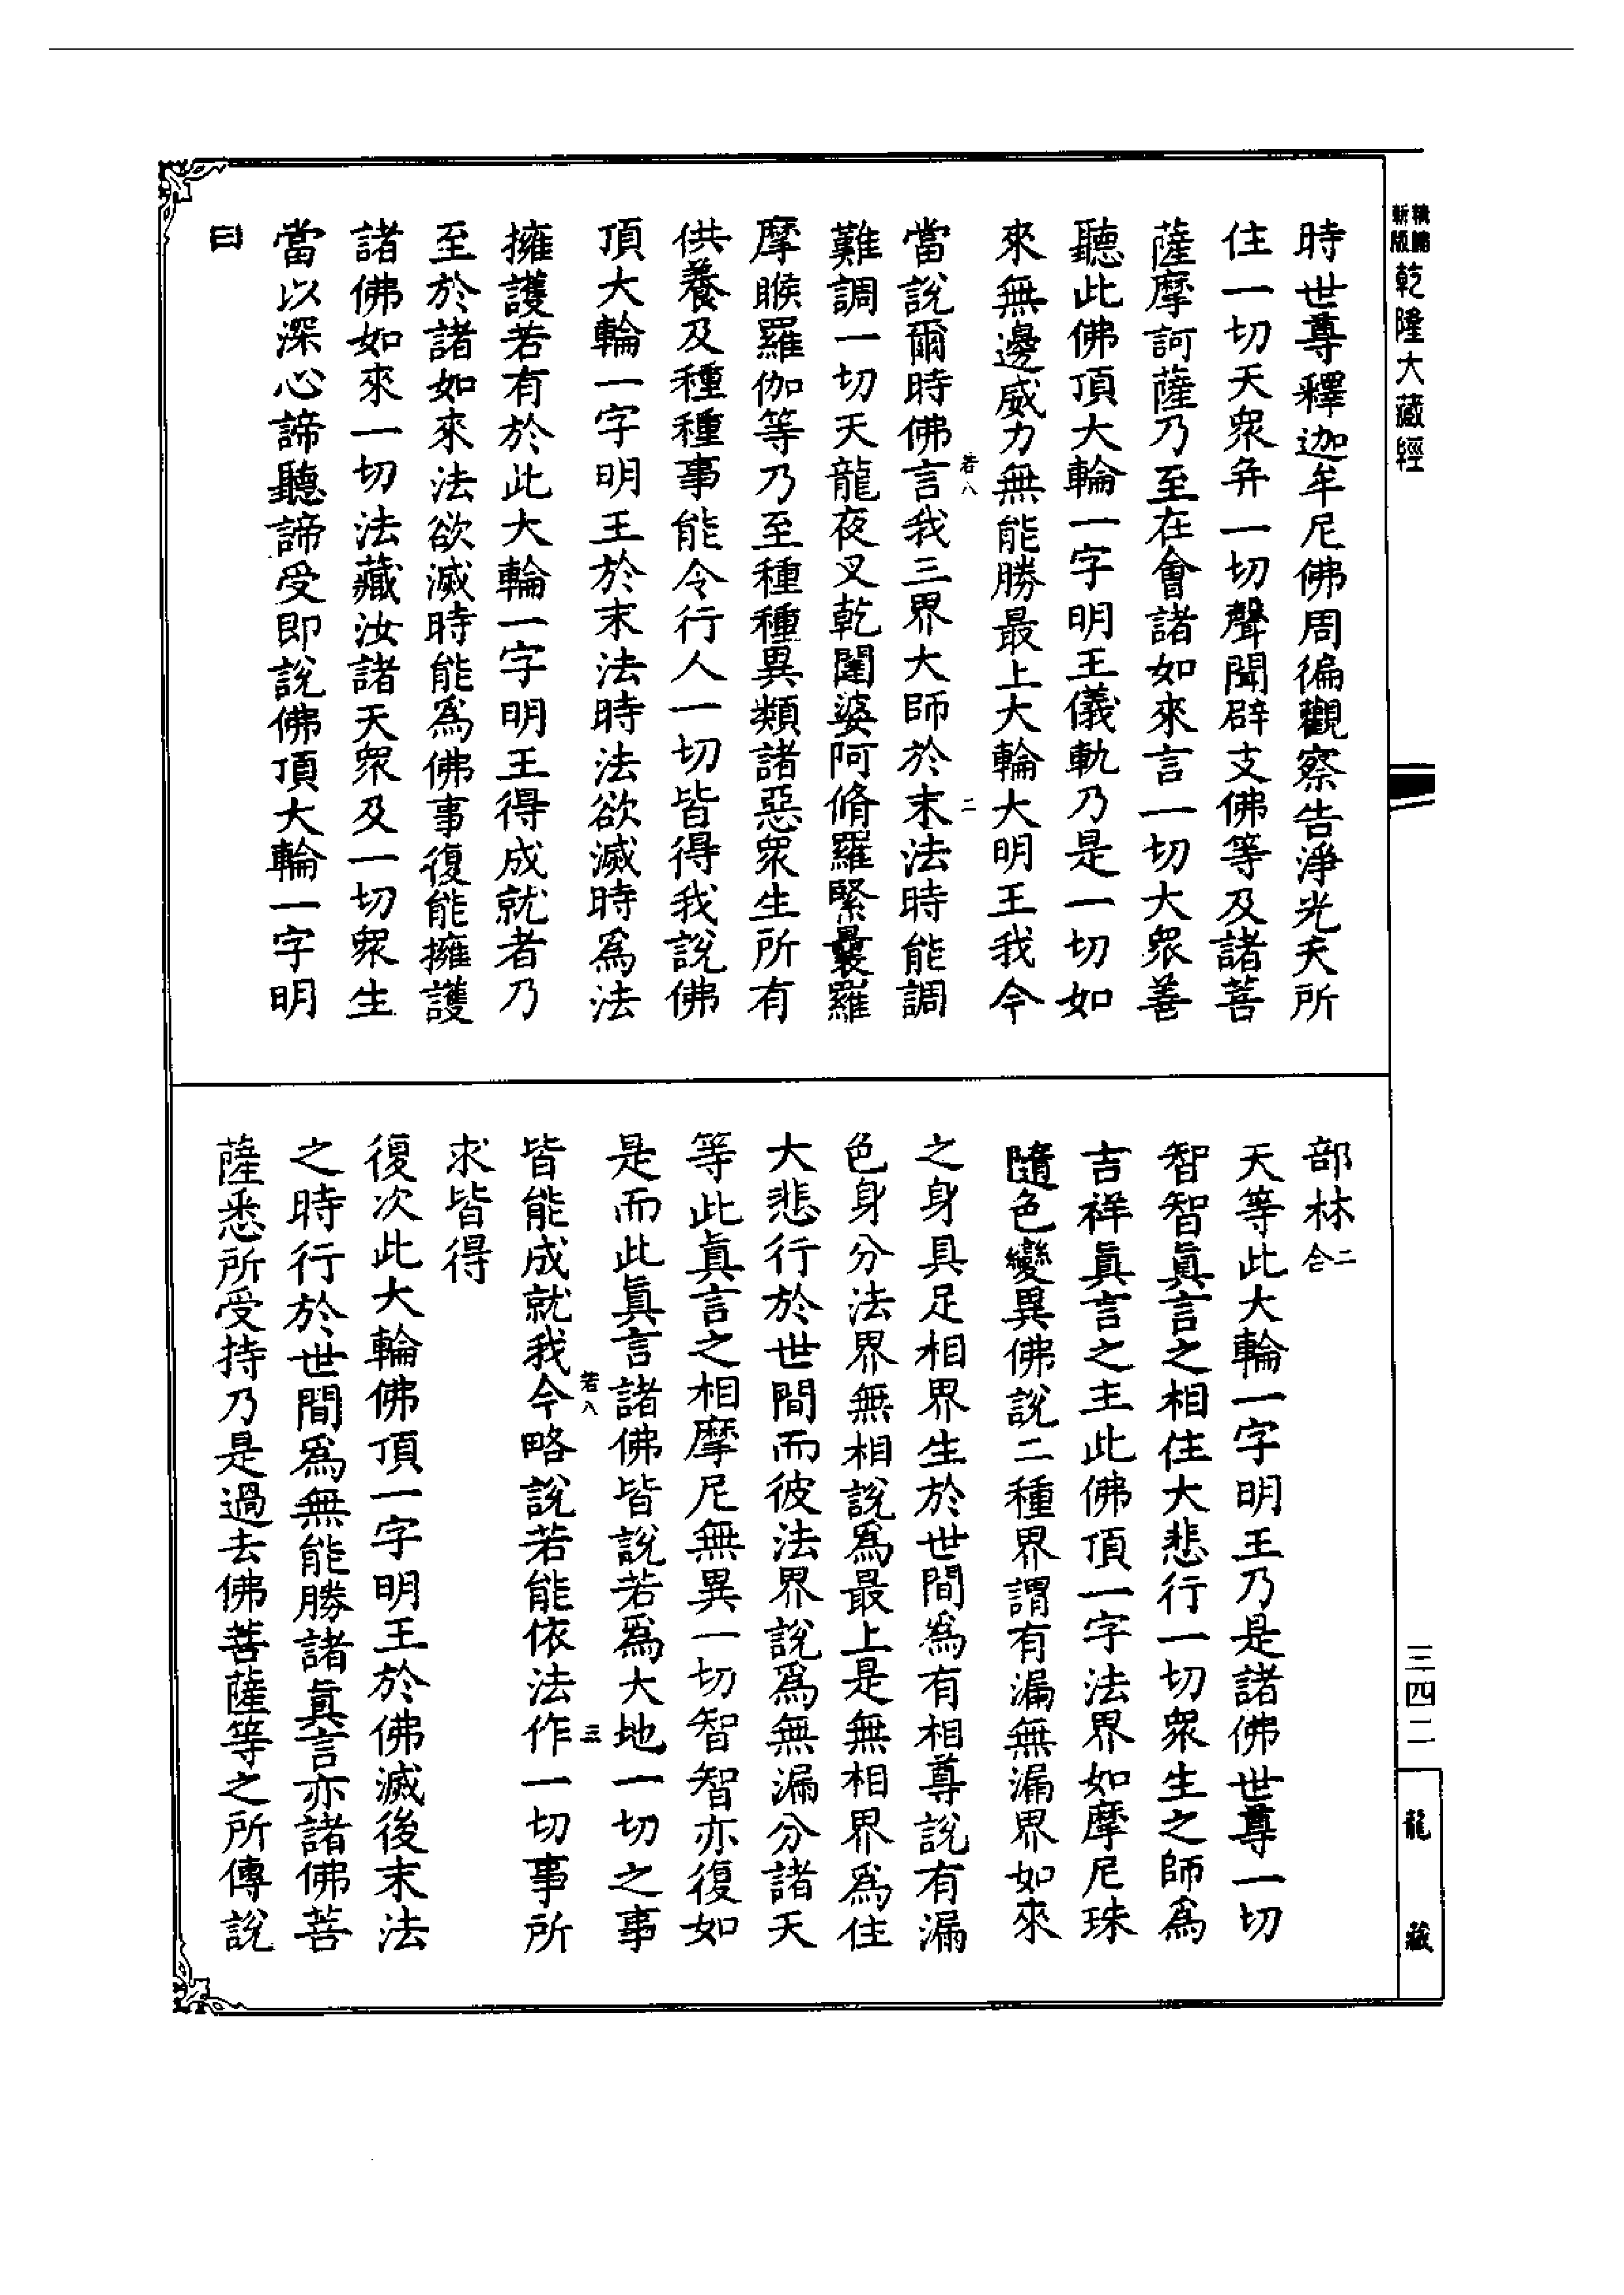 精編
新版
乾隆大藏經
時世尊釋迦牟尼佛周徧觀察告淨光天所
住一切天衆并一切聲聞辟支佛等及諸菩
薩摩訶薩乃至在會諸如來言一切大衆善
聽此佛頂大輪一字明王儀軌乃是一切如
來無邊威力無能勝最上大輪大明王我今
若八
二
當說爾時佛言我三界大師於末法時能調
難調一切天龍夜叉乾闥婆阿脩羅緊曩羅
摩睺羅伽等乃至種種異類諸惡衆生所有
供養及種種事能令行人一切皆得我說佛
頂大輪一字明王於末法時法欲滅時爲法
擁護若有於此大輪一字明王得成就者乃
至於諸如來法欲滅時能爲佛事復能擁護
諸佛如來一切法藏汝諸天衆及一切衆生
當以深心諦聽諦受即說佛頂大輪一字明
曰
部林二合
天等此大輪一字明王乃是諸佛世尊一切
智智眞言之相住大悲行一切衆生之師爲
吉祥眞言之主此佛頂一字法界如摩尼珠
隨色變異佛說二種界謂有漏無漏界如來
之身具足相界生於世間爲有相尊說有漏
色身分法界無相說爲最上是無相界爲住
大悲行於世間而彼法界說爲無漏分諸天
等此眞言之相摩尼無異一切智智亦復如
是而此眞言諸佛皆說若爲大地一切之事
若八
三
皆能成就我今略說若能依法作一切事所
求皆得
復次此大輪佛頂一字明王於佛滅後末法
之時行於世間爲無能勝諸眞言亦諸佛菩
薩悉所受持乃是過去佛菩薩等之所傳說
三四二
龍藏